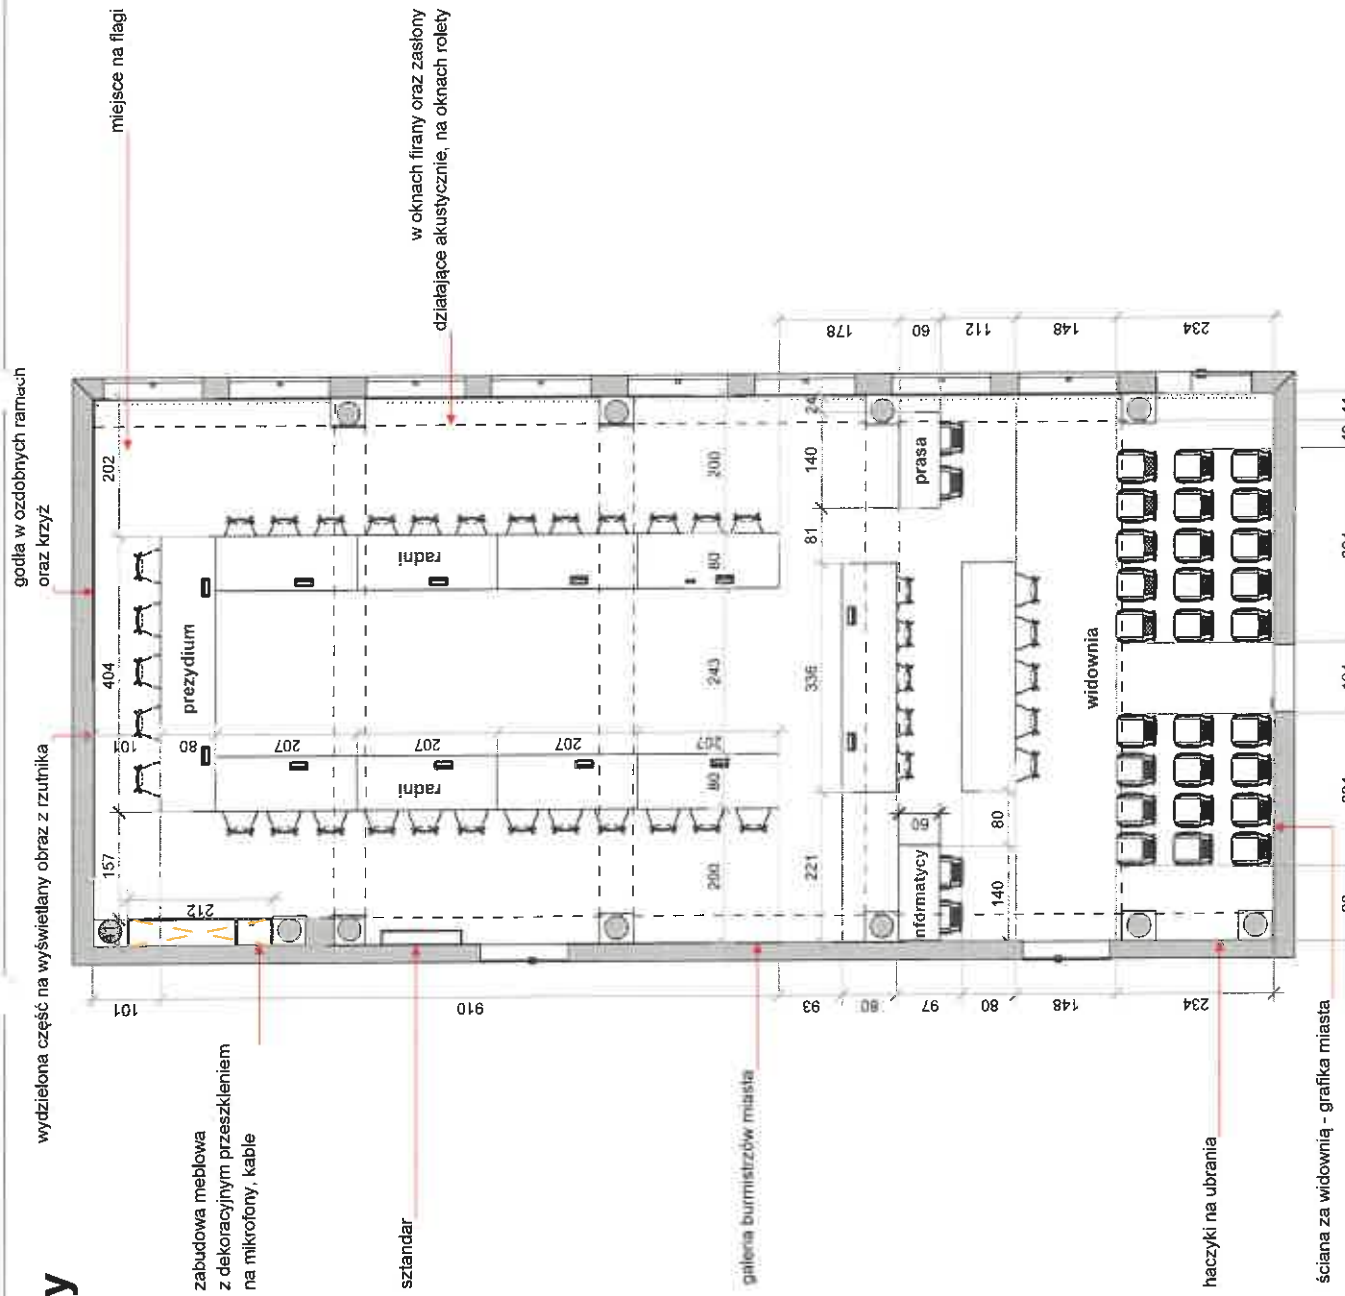 y
miejsce na flagi
w oknach firany oraz zasłony
działające akustycznie, na oknach rolety
godła w ozdobnych ramach
oraz krzyż
wydzielona część na wyświetlany obraz z rzutnika
zabudowa meblowa
z dekoracyjnym przeszkleniem
na mikrofony, kable
sztandar
galeria burmistrzów miasta
haczyki na ubrania
ściana za widownią - grafika miasta
202
404
157
101
80
207
207
207
207
212
prezydium
radni
radni
200
80
243
80
200
24
140
81
336
221
prasa
nformatycy
60
140
80
widownia
178
60
112
148
234
101
910
93
80
97
80
148
234